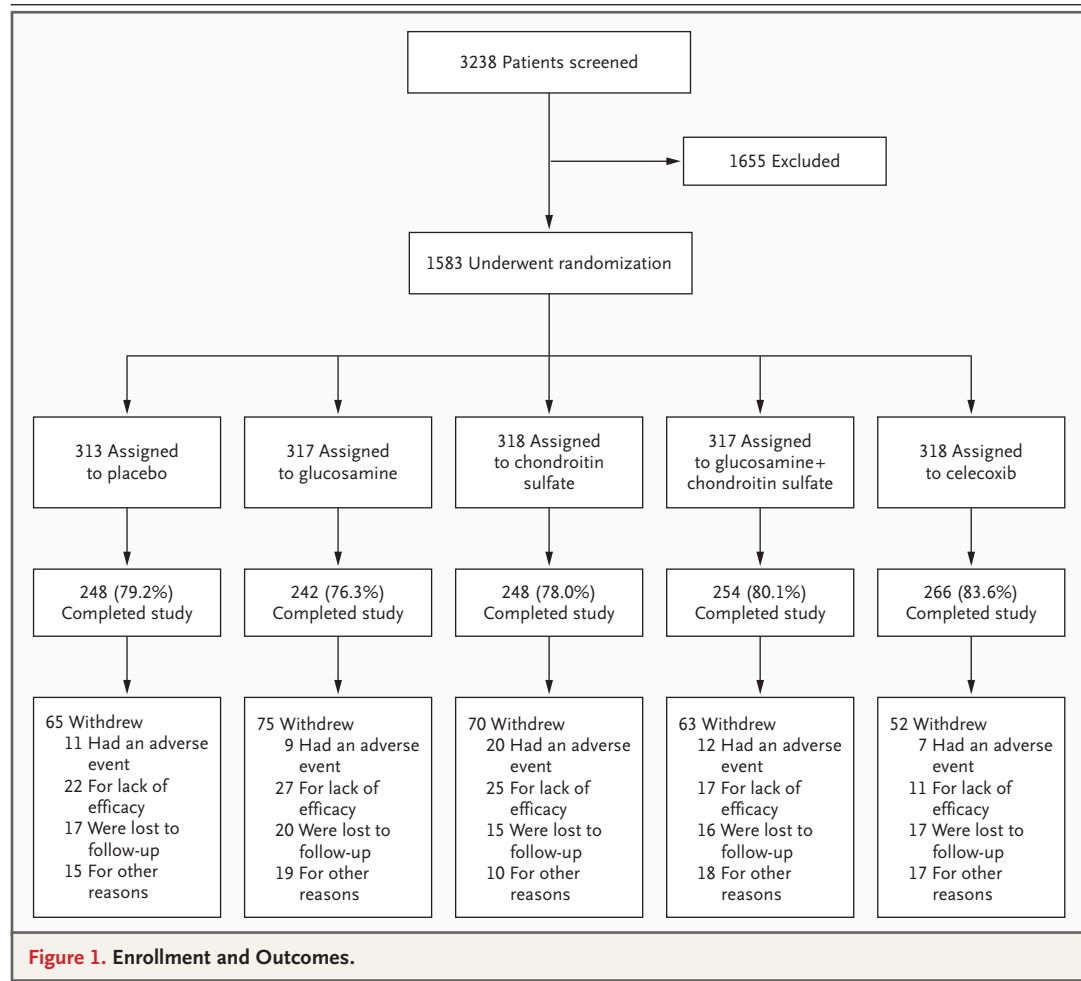 3238 Patients screened
1655 Excluded
1583 Underwent randomization
313 Assigned
to placebo
317 Assigned
to glucosamine
318 Assigned
to chondroitin
sulfate
317 Assigned
to glucosamine+
chondroitin sulfate
318 Assigned
to celecoxib
248 (79.2%)
Completed study
242 (76.3%)
Completed study
248 (78.0%)
Completed study
254 (80.1%)
Completed study
266 (83.6%)
Completed study
65 Withdrew
11 Had an adverse
event
22 For lack of
efficacy
17 Were lost to
follow-up
15 For other
reasons
75 Withdrew
9 Had an adverse
event
27 For lack of
efficacy
20 Were lost to
follow-up
19 For other
reasons
70 Withdrew
20 Had an adverse
event
25 For lack of
efficacy
15 Were lost to
follow-up
10 For other
reasons
63 Withdrew
12 Had an adverse
event
17 For lack of
efficacy
16 Were lost to
follow-up
18 For other
reasons
52 Withdrew
7 Had an adverse
event
11 For lack of
efficacy
17 Were lost to
follow-up
17 For other
reasons
Figure 1. Enrollment and Outcomes.